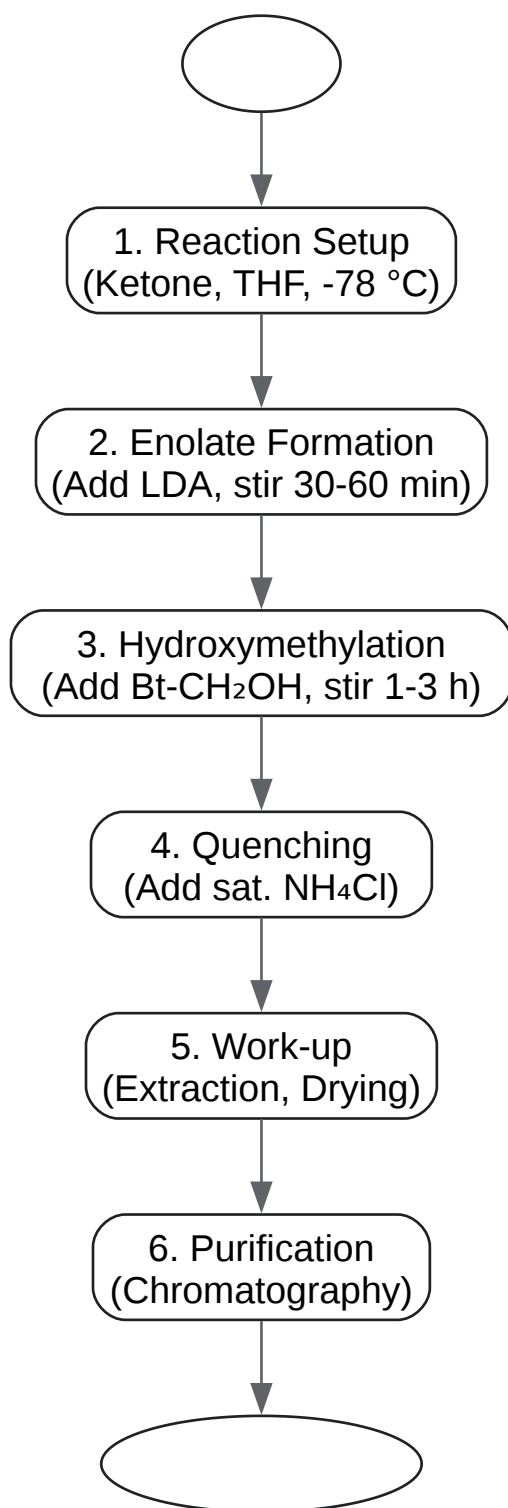 1. Reaction Setup
(Ketone, THF, -78 °C)
2. Enolate Formation
(Add LDA, stir 30-60 min)
3. Hydroxymethylation
(Add Bt-CH₂OH, stir 1-3 h)
4. Quenching
(Add sat. NH₄Cl)
5. Work-up
(Extraction, Drying)
6. Purification
(Chromatography)